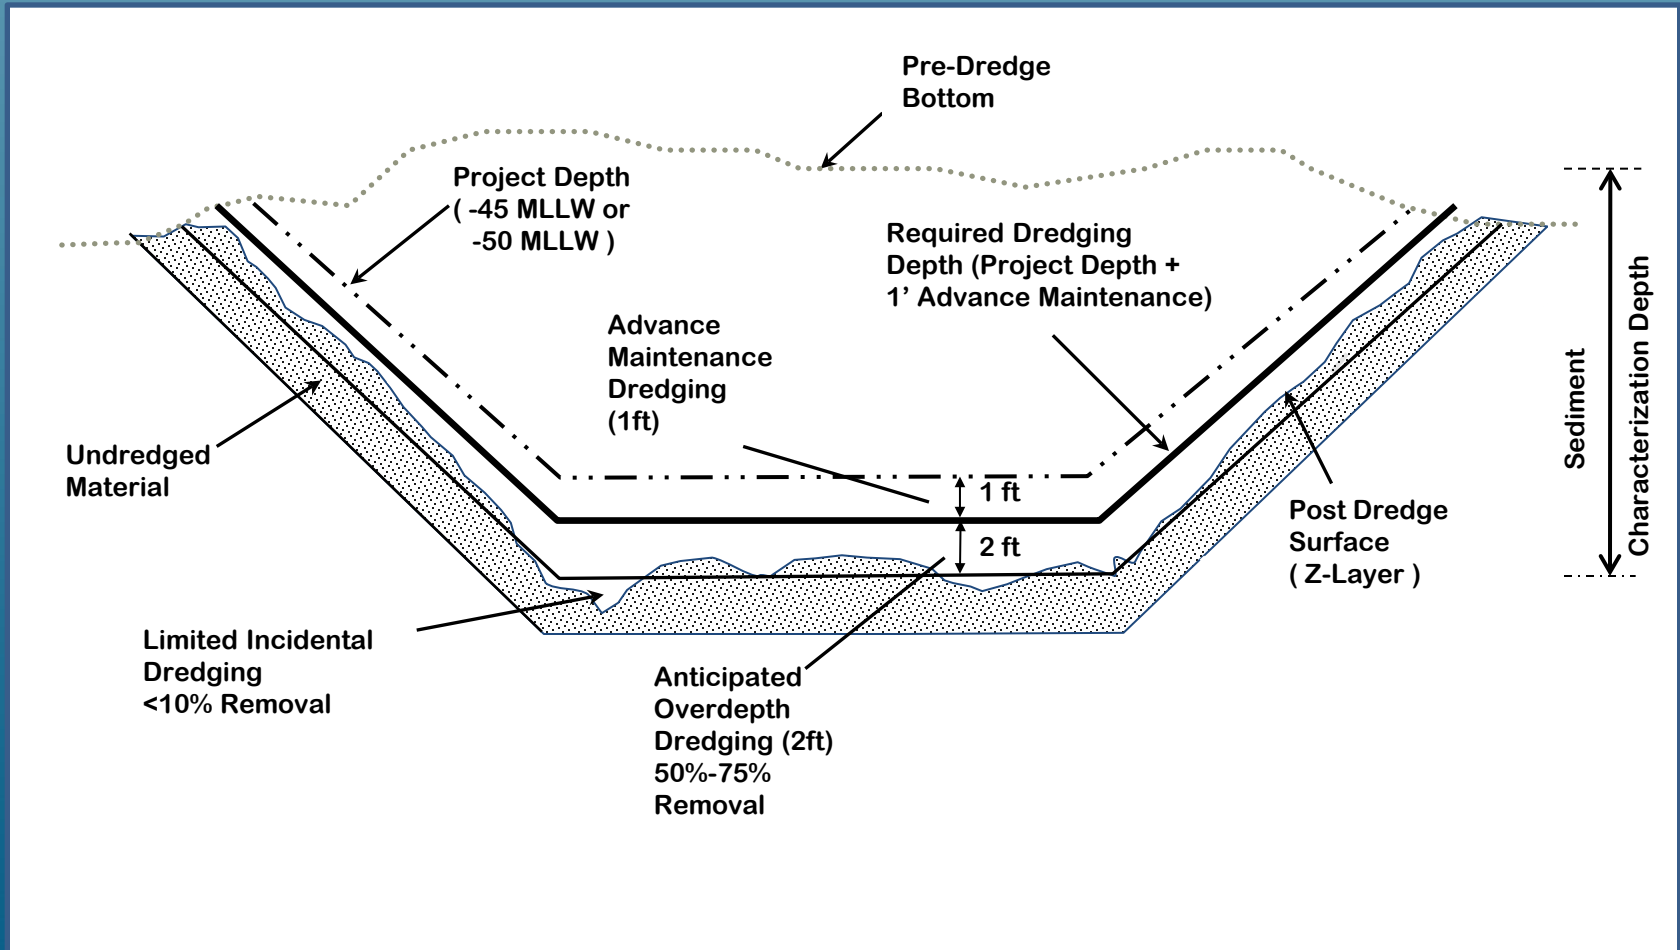 Pre-Dredge
Bottom
Project Depth
( -45 MLLW or
-50 MLLW )
Required Dredging
Depth (Project Depth +
1’ Advance Maintenance)
Advance
Maintenance
Dredging
(1ft)
Undredged
Material
1 ft
2 ft
Sediment
Characterization Depth
Post Dredge
Surface
( Z-Layer )
Limited Incidental
Dredging
<10% Removal
Anticipated
Overdepth
Dredging (2ft)
50%-75%
Removal